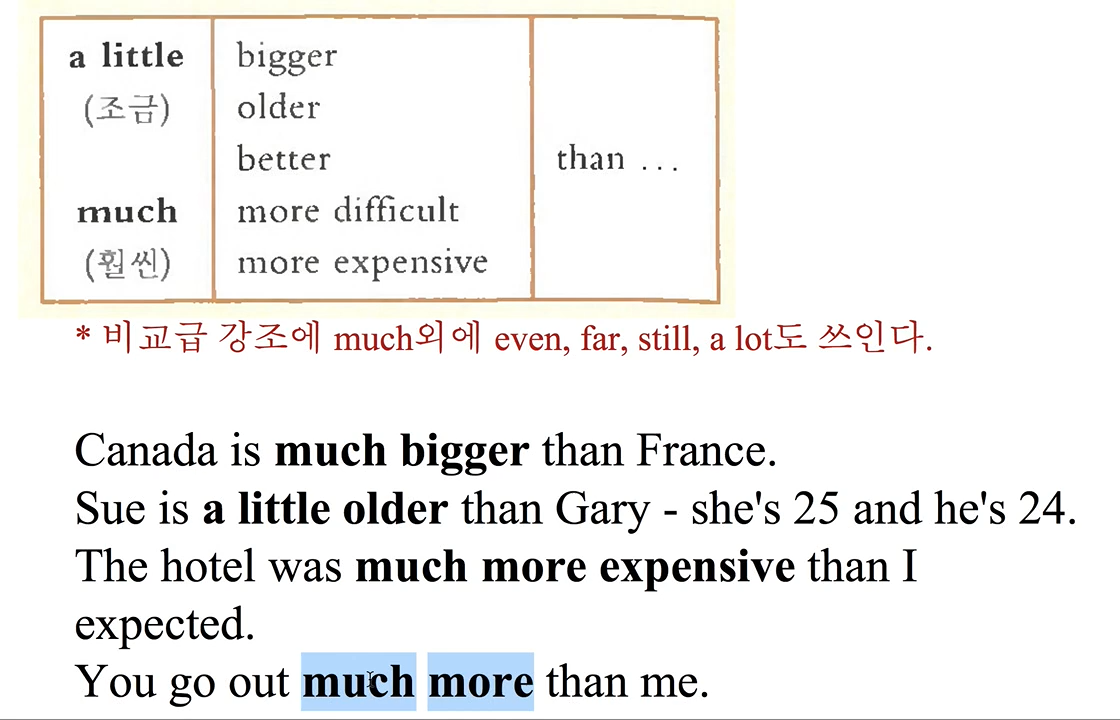 a little bigger
(조금) older
better than ...
much more difficult
(훨씬) more expensive
* 비교급 강조에 much외에 even, far, still, a lot도 쓰인다.
Canada is much bigger than France.
Sue is a little older than Gary - she's 25 and he's 24.
The hotel was much more expensive than I
expected.
You go out much more than me.